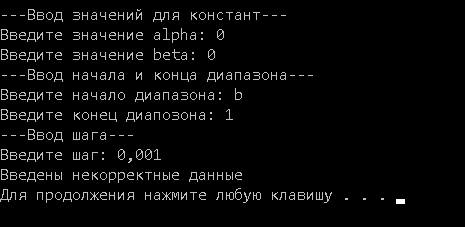 ---Ввод значений для констант---
Введите значение alpha: 0
Введите значение beta: 0
---Ввод начала и конца диапазона---
Введите начало диапазона: b
Введите конец диопозона: 1
---Ввод шага---
Введите шаг: 0,001
Введены некорректные данные
Для продолжения нажмите любую клавишу . . .